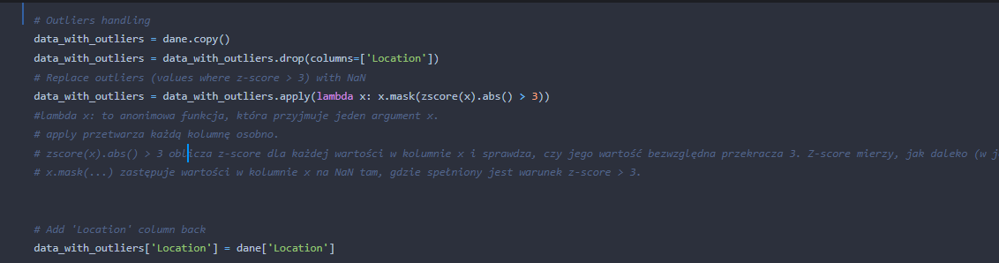 # Outliers handling
data_with_outliers = dane.copy()
data_with_outliers = data_with_outliers.drop(columns=['Location'])
# Replace outliers (values where z-score > 3) with NaN
data_with_outliers = data_with_outliers.apply(lambda x: x.mask(zscore(x).abs() > 3))
#lambda x: to anonimowa funkcja, która przyjmuje jeden argument x.
# apply przetwarza każdą kolumnę osobno.
# zscore(x).abs() > 3 oblicza z-score dla każdej wartości w kolumnie x i sprawdza, czy jego wartość bezwzględna przekracza 3. Z-score mierzy, jak daleko (w j
# x.mask(...) zastępuje wartości w kolumnie x na NaN tam, gdzie spełniony jest warunek z-score > 3.
# Add 'Location' column back
data_with_outliers['Location'] = dane['Location']